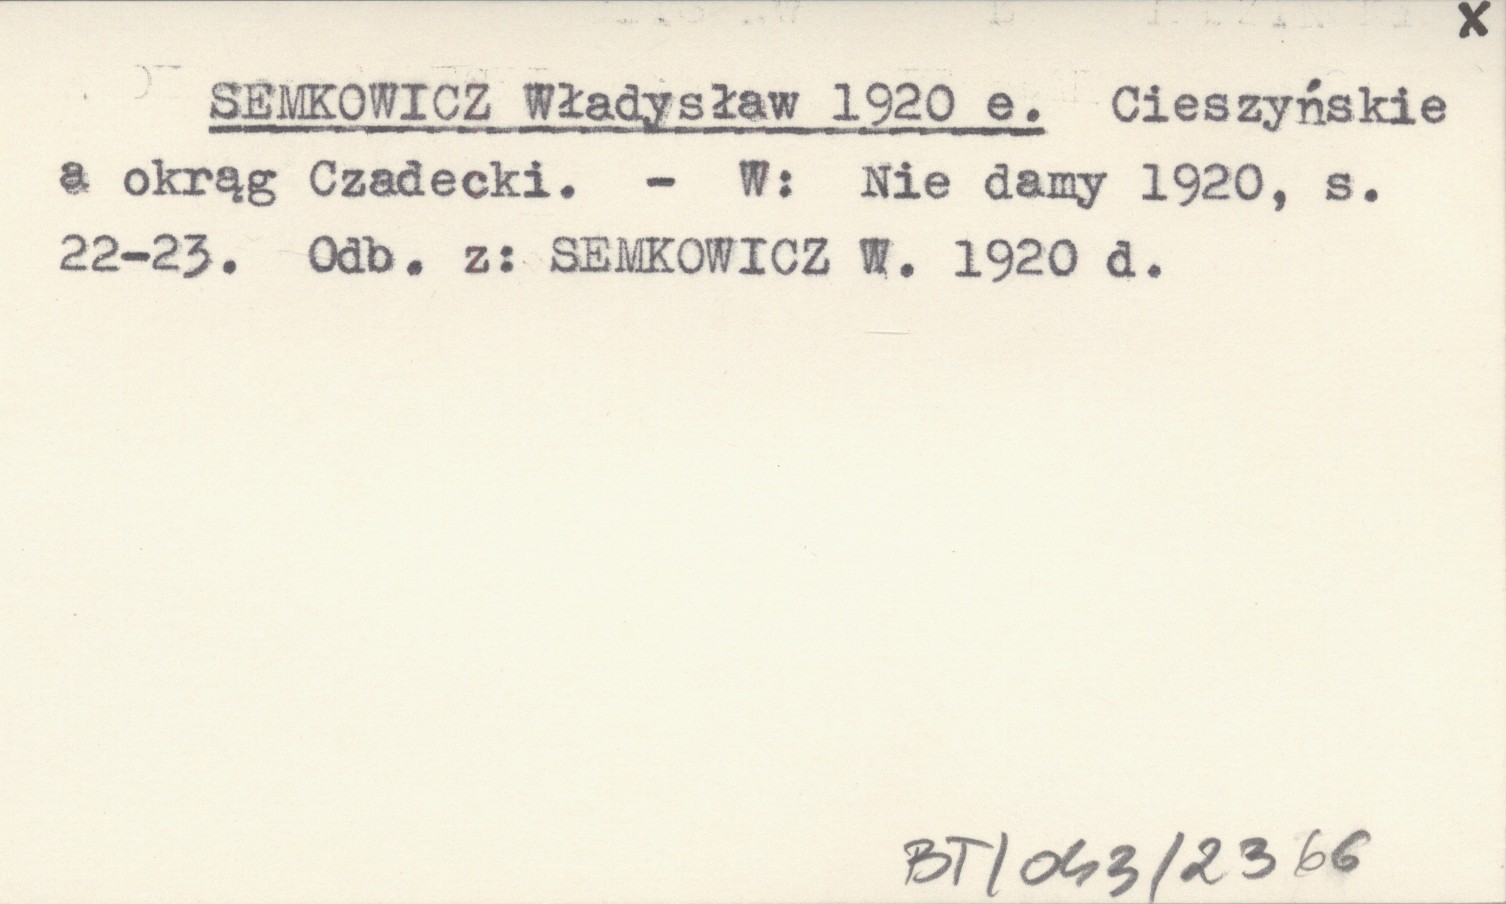 x
SEMKOWICZ Władysław 1920 e. Cieszyńskie
a okrąg Czadecki. - W: Nie damy 1920, s.
22-23. Odb. z: SEMKOWICZ W. 1920 d.
BT/043/2366